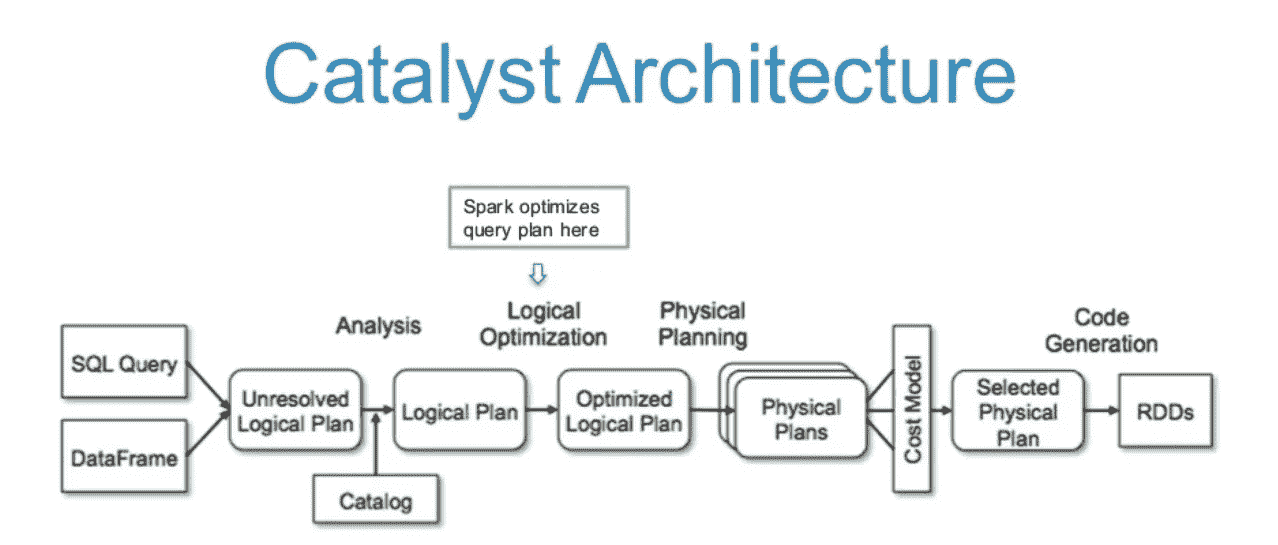 Catalyst Architecture
Spark optimizes
query plan here
Analysis
Logical
Optimization
Physical
Planning
Code
Generation
SQL Query
DataFrame
Unresolved
Logical Plan
Catalog
Logical Plan
Optimized
Logical Plan
Physical
Plans
Cost Model
Selected
Physical
Plan
RDDs